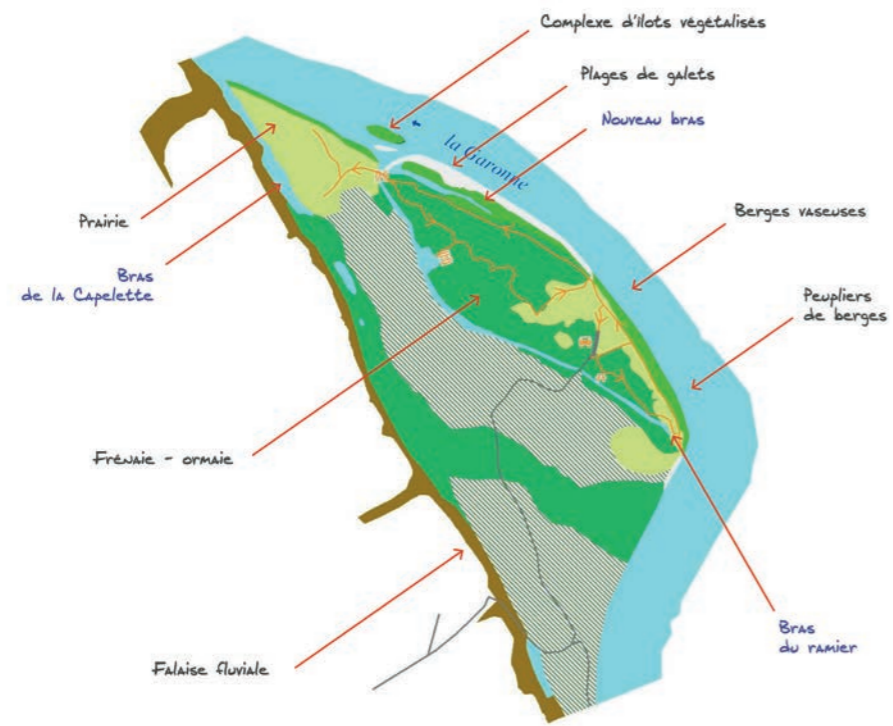 Complexe d'îlots végétalisés
Plages de galets
Nouveau bras
la Garonne
Berges vaseuses
Prairie
Bras
de la Capelette
Peupliers
de berges
Frênaie - ormaie
Bras
du ramier
Falaise fluviale